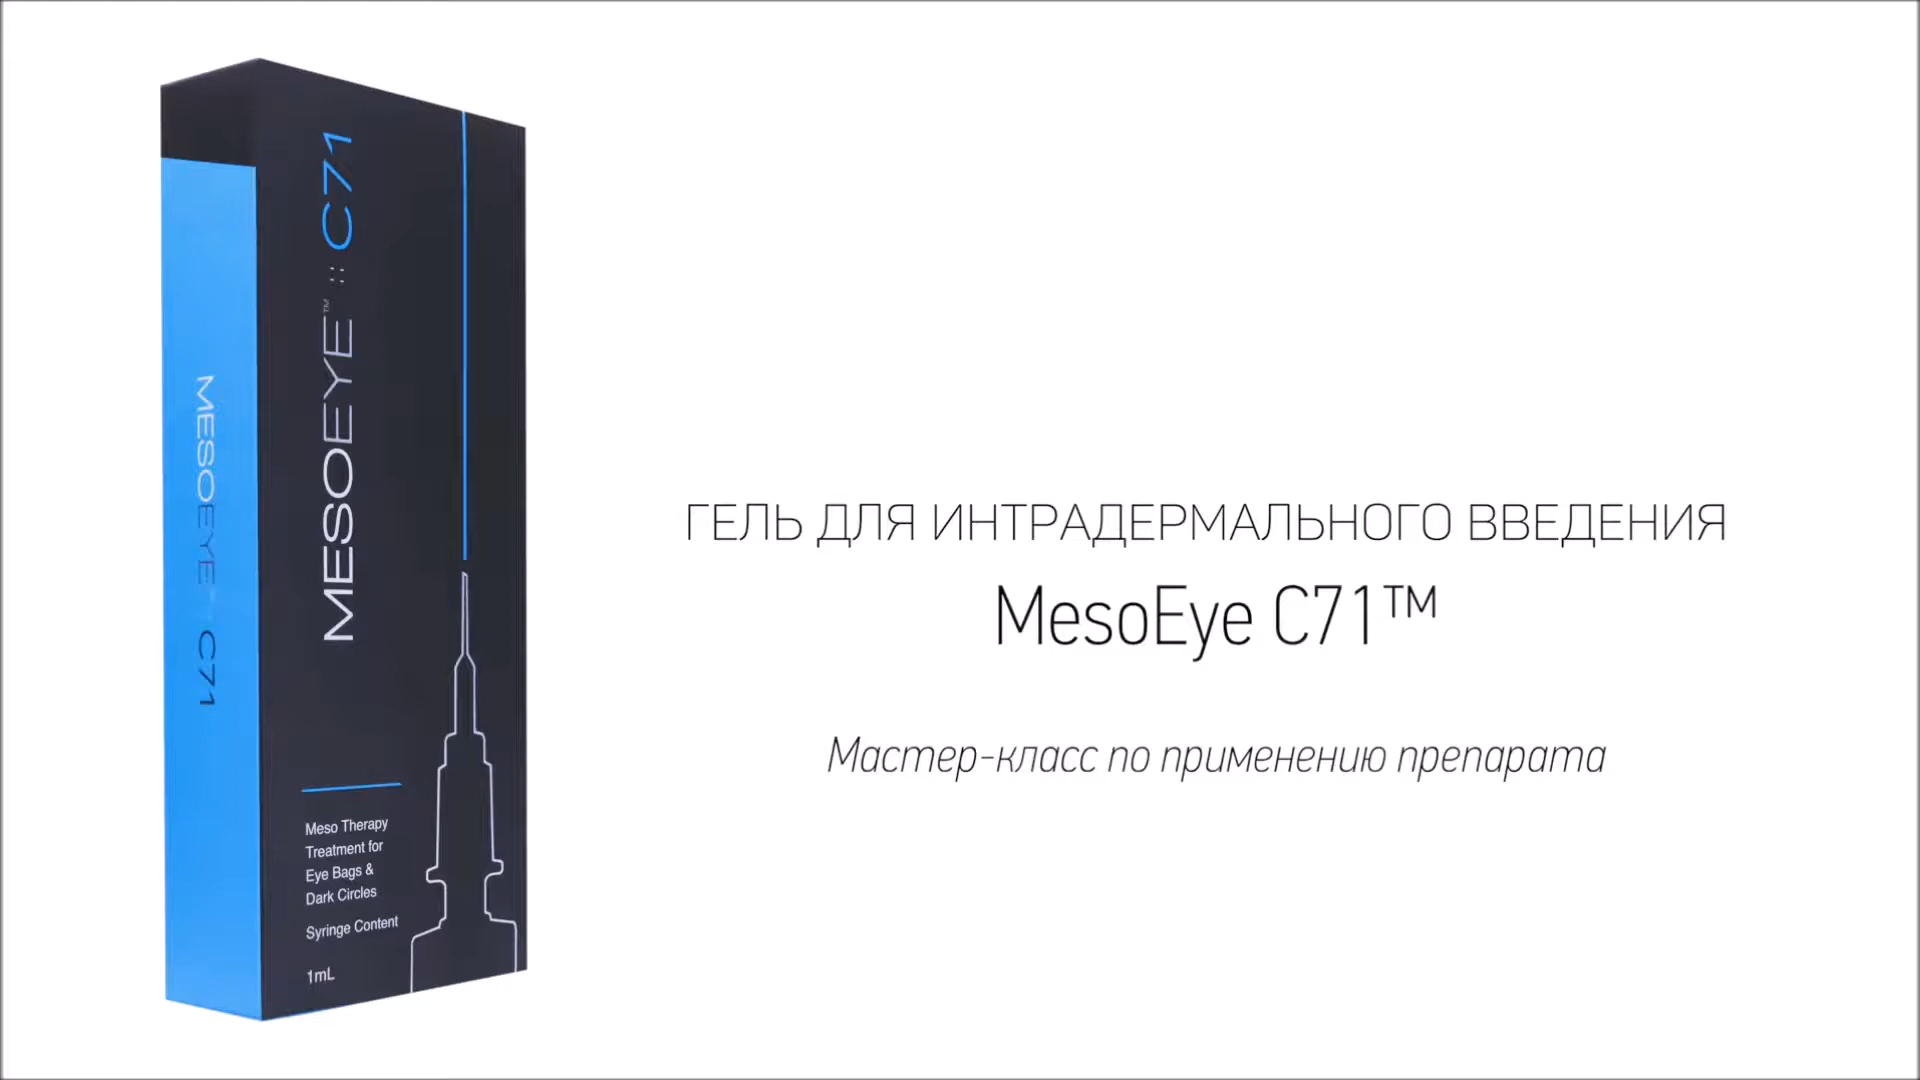 MESOEYE™ :: C71
MESOEYE :: C71
Meso Therapy
Treatment for
Eye Bags &
Dark Circles
Syringe Content
1mL
ГЕЛЬ ДЛЯ ИНТРАДЕРМАЛЬНОГО ВВЕДЕНИЯ
MesoEye C71™
Мастер-класс по применению препарата